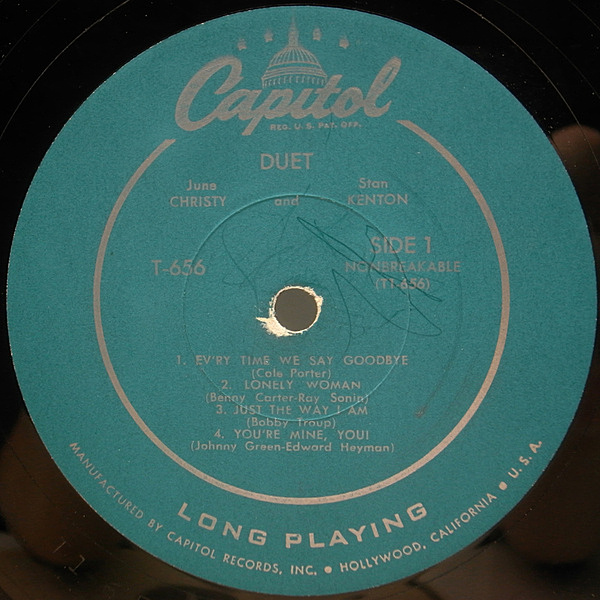 Capitol
REG. U.S. PAT. OFF.
DUET
June Stan
CHRISTY and KENTON
SIDE 1
T-656 NONBREAKABLE
(T1-656)
1. EV'RY TIME WE SAY GOODBYE
(Cole Porter)
2. LONELY WOMAN
(Benny Carter-Ray Sonin)
3. JUST THE WAY I AM
(Bobby Troup)
4. YOU'RE MINE, YOU!
(Johnny Green-Edward Heyman)
LONG PLAYING
MANUFACTURED BY CAPITOL RECORDS, INC. • HOLLYWOOD, CALIFORNIA • U.S.A.